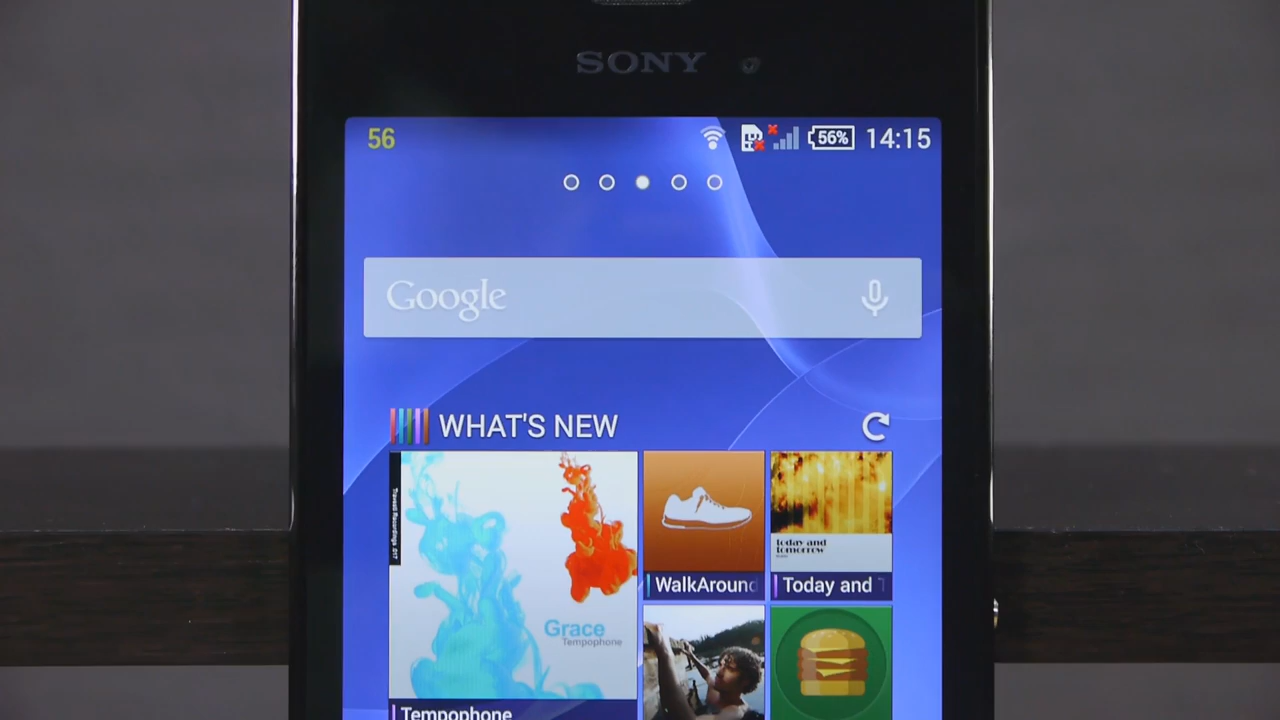 SONY
56
56%
14:15
Google
WHAT'S NEW
Grace
Tempophone
today and
tomorrow
WalkAround
Today and T
Tempophone